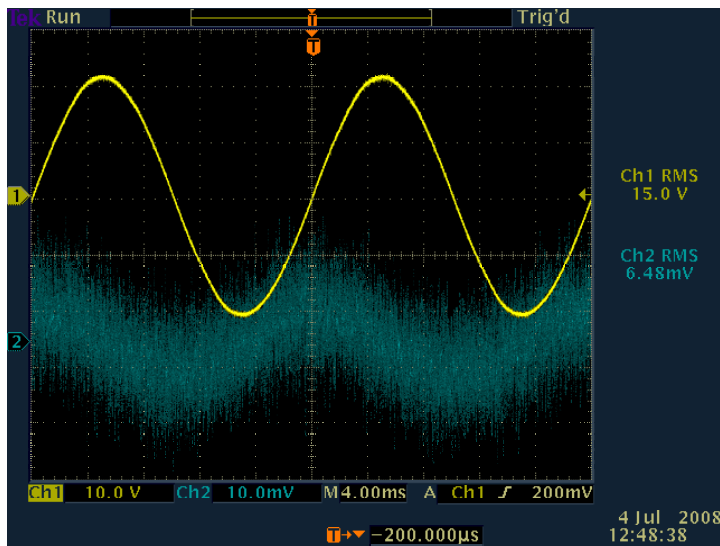 Tek Run Trig'd
T
T
1
Ch1 RMS
15.0 V
Ch2 RMS
6.48mV
2
Ch1 10.0 V Ch2 10.0mV M 4.00ms A Ch1 200mV
4 Jul 2008
T -200.000µs 12:48:38